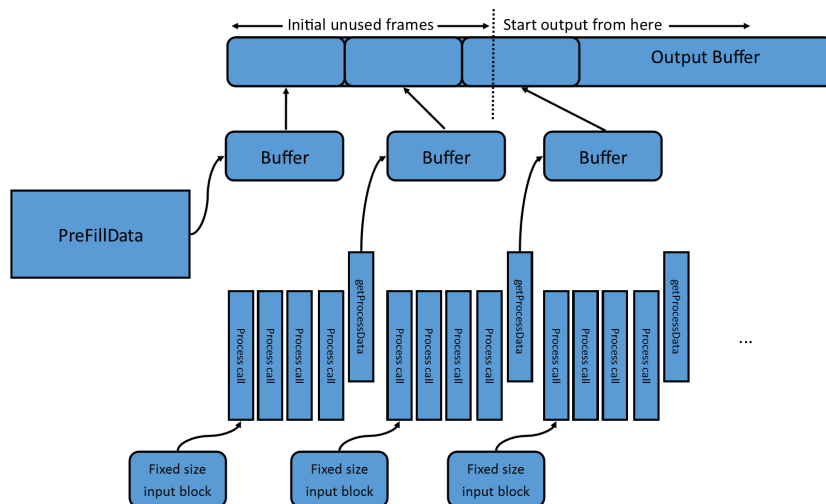 Initial unused frames
Start output from here
Output Buffer
Buffer
Buffer
Buffer
PreFillData
getProcessData
getProcessData
getProcessData
Process call
Process call
Process call
Process call
Process call
Process call
Process call
Process call
Process call
Process call
Process call
Process call
...
Fixed size
input block
Fixed size
input block
Fixed size
input block